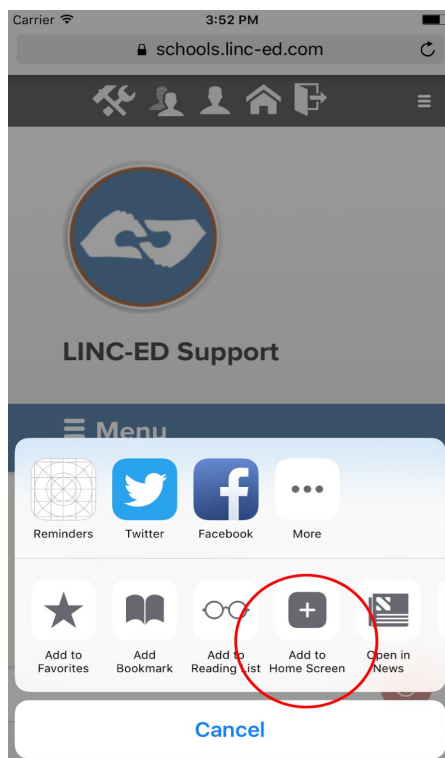 Carrier 3:52 PM
schools.linc-ed.com
LINC-ED Support
Menu
Reminders Twitter Facebook More
Add to Add Add to Add to Open in
Favorites Bookmark Reading List Home Screen News
Cancel